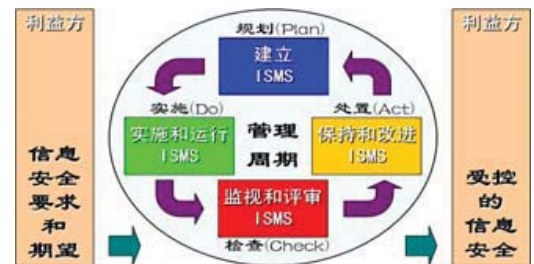 利益方
信息
安全
要求
和
期望
规划(Plan)
建立
ISMS
实施(Do)
实施和运行
ISMS
管理
周期
处置(Act)
保持和改进
ISMS
监视和评审
ISMS
检查(Check)
利益方
受控
的
信息
安全